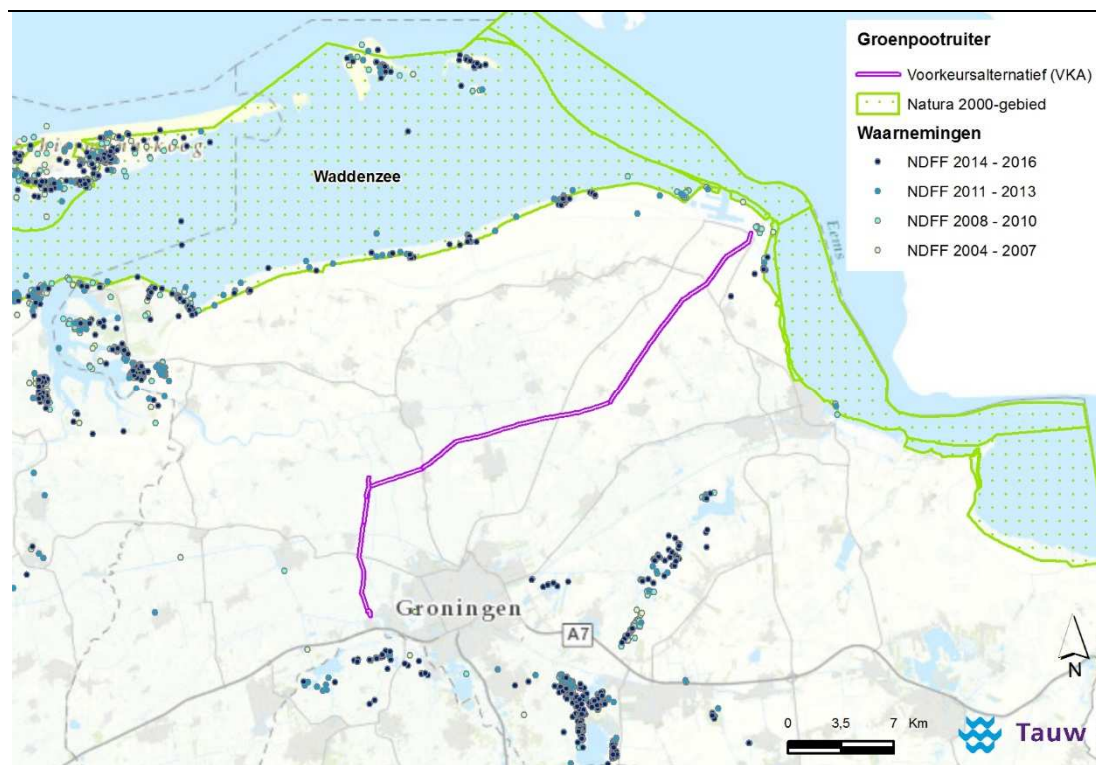 Groenpootruiter
Voorkeursalternatief (VKA)
Natura 2000-gebied
Waarnemingen
NDFF 2014 - 2016
NDFF 2011 - 2013
NDFF 2008 - 2010
NDFF 2004 - 2007
Waddenzee
Eems
Groningen
A7
N
0 3,5 7 Km
Tauw